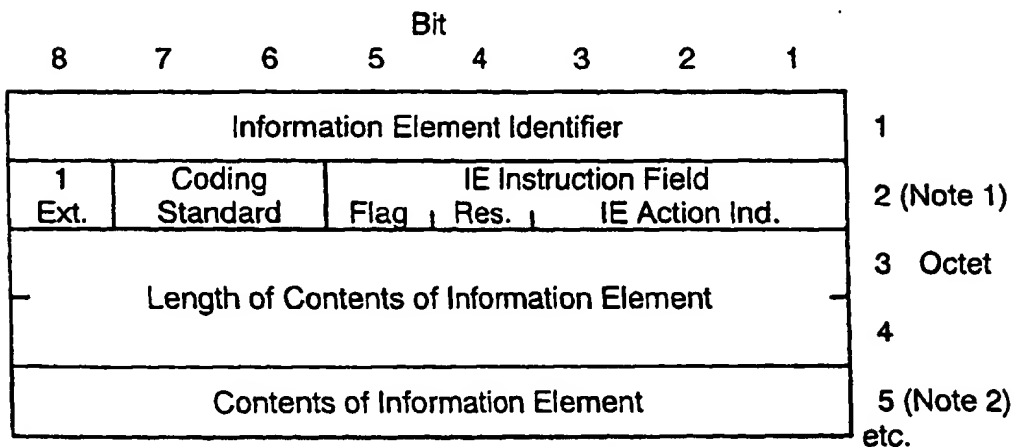 Bit
8 7 6 5 4 3 2 1
Information Element Identifier 1
1 Coding IE Instruction Field
Ext. Standard Flag Res. IE Action Ind. 2 (Note 1)
3 Octet
Length of Contents of Information Element
4
Contents of Information Element 5 (Note 2)
etc.